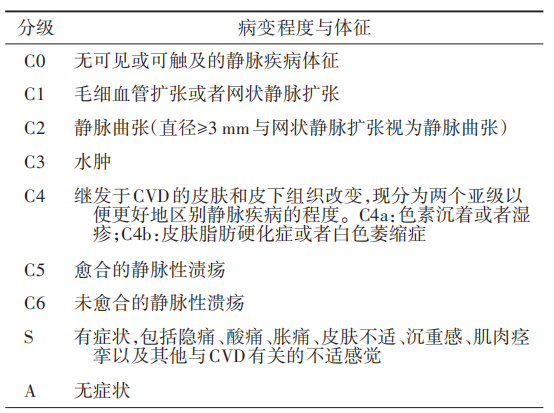 分级 病变程度与体征
C0 无可见或可触及的静脉疾病体征
C1 毛细血管扩张或者网状静脉扩张
C2 静脉曲张(直径≥3 mm与网状静脉扩张视为静脉曲张)
C3 水肿
C4 继发于CVD的皮肤和皮下组织改变,现分为两个亚级以
便更好地区别静脉疾病的程度。C4a:色素沉着或者湿
疹;C4b:皮肤脂肪硬化症或者白色萎缩症
C5 愈合的静脉性溃疡
C6 未愈合的静脉性溃疡
S 有症状,包括隐痛、酸痛、胀痛、皮肤不适、沉重感、肌肉痉
挛以及其他与CVD有关的不适感觉
A 无症状